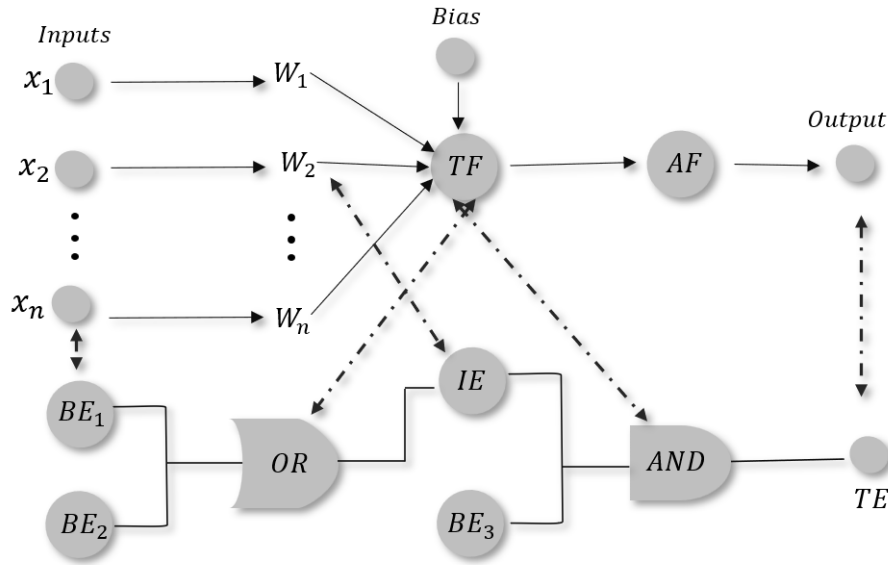 Bias
Inputs
x₁
W₁
Output
x₂
W₂
TF
AF
xₙ
Wₙ
IE
BE₁
OR
AND
BE₂
BE₃
TE